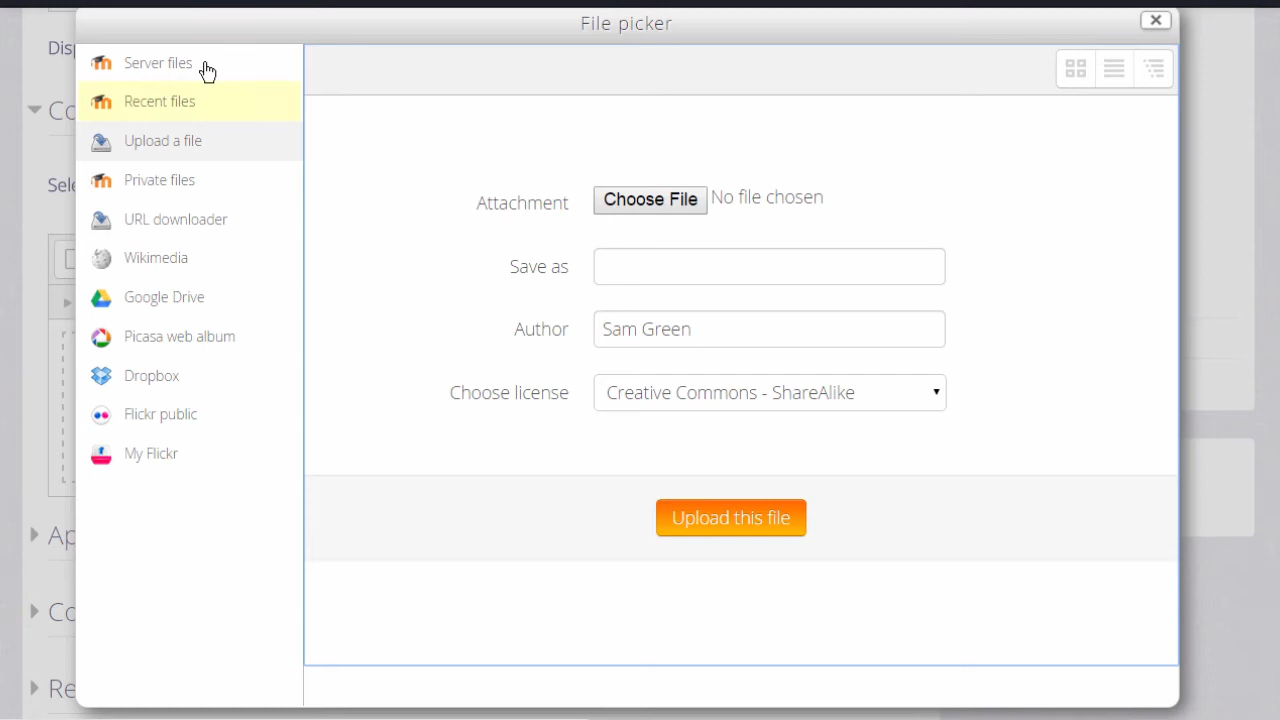 File picker
Server files
Recent files
Upload a file
Private files
URL downloader
Wikimedia
Google Drive
Picasa web album
Dropbox
Flickr public
My Flickr
Attachment
Choose File No file chosen
Save as
Author
Sam Green
Choose license
Creative Commons - ShareAlike
Upload this file